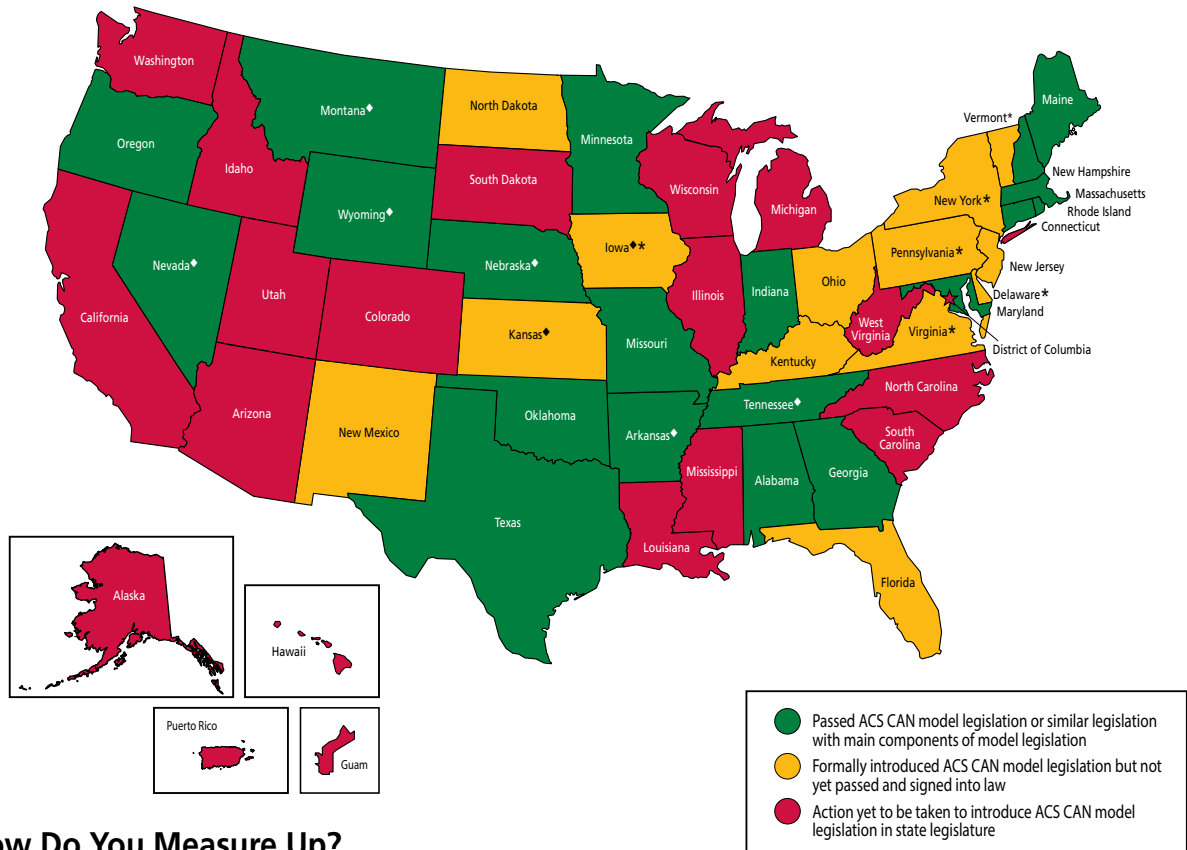 Washington
Montana♦
North Dakota
Minnesota
Maine
Vermont*
Oregon
Idaho
South Dakota
Wisconsin
Michigan
New Hampshire
Massachusetts
Rhode Island
Connecticut
New York*
Wyoming♦
Nevada♦
Nebraska♦
Iowa♦*
Pennsylvania*
New Jersey
Delaware*
Maryland
District of Columbia
California
Utah
Colorado
Kansas♦
Missouri
Illinois
Indiana
Ohio
West
Virginia
Virginia*
Kentucky
North Carolina
Arizona
New Mexico
Oklahoma
Arkansas♦
Tennessee♦
South
Carolina
Mississippi
Alabama
Georgia
Texas
Louisiana
Florida
Alaska
Hawaii
Puerto Rico
Guam
Passed ACS CAN model legislation or similar legislation
with main components of model legislation
Formally introduced ACS CAN model legislation but not
yet passed and signed into law
Action yet to be taken to introduce ACS CAN model
legislation in state legislature
ow Do You Measure Up?